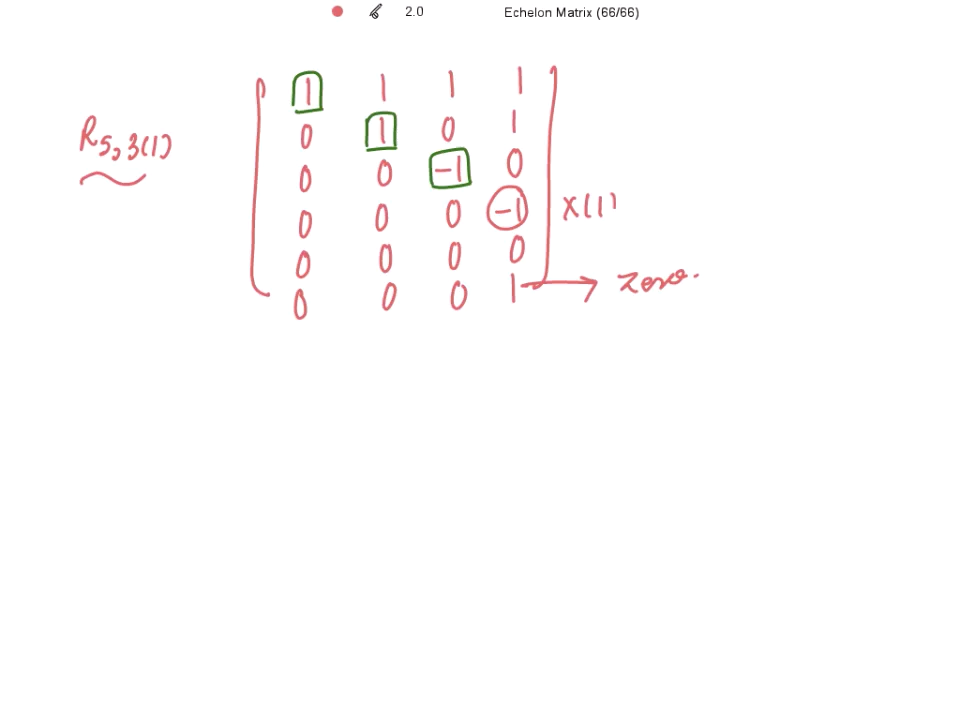 2.0 Echelon Matrix (66/66)
1 1 1 1
R5,3(1) 0 1 0 1
0 0 -1 0
0 0 0 -1 X(1)
0 0 0 0
0 0 0 1 → Zero.